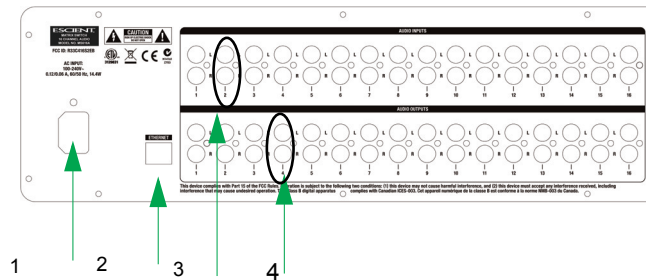 ESCIENT
MATRIX SWITCH
16 CHANNEL AUDIO
FCC ID: R33C416S2EB
CAUTION
AC INPUT:
100-240V~
0.12/0.06 A, 60/50 Hz, 14.4W
AUDIO INPUTS
L L L L L L L L L L L L L L L L
R R R R R R R R R R R R R R R R
1 2 3 4 5 6 7 8 9 10 11 12 13 14 15 16
AUDIO OUTPUTS
ETHERNET
L L L L L L L L L L L L L L L L
R R R R R R R R R R R R R R R R
1 2 3 4 5 6 7 8 9 10 11 12 13 14 15 16
This device complies with Part 15 of the FCC Rules. Operation is subject to the following two conditions: (1) this device may not cause harmful interference, and (2) this device must accept any interference received, including
interference that may cause undesired operation. Class B digital apparatus complies with Canadian ICES-003. Cet appareil numérique de la classe B est conforme à la norme NMB-003 du Canada.
1 2 3 4